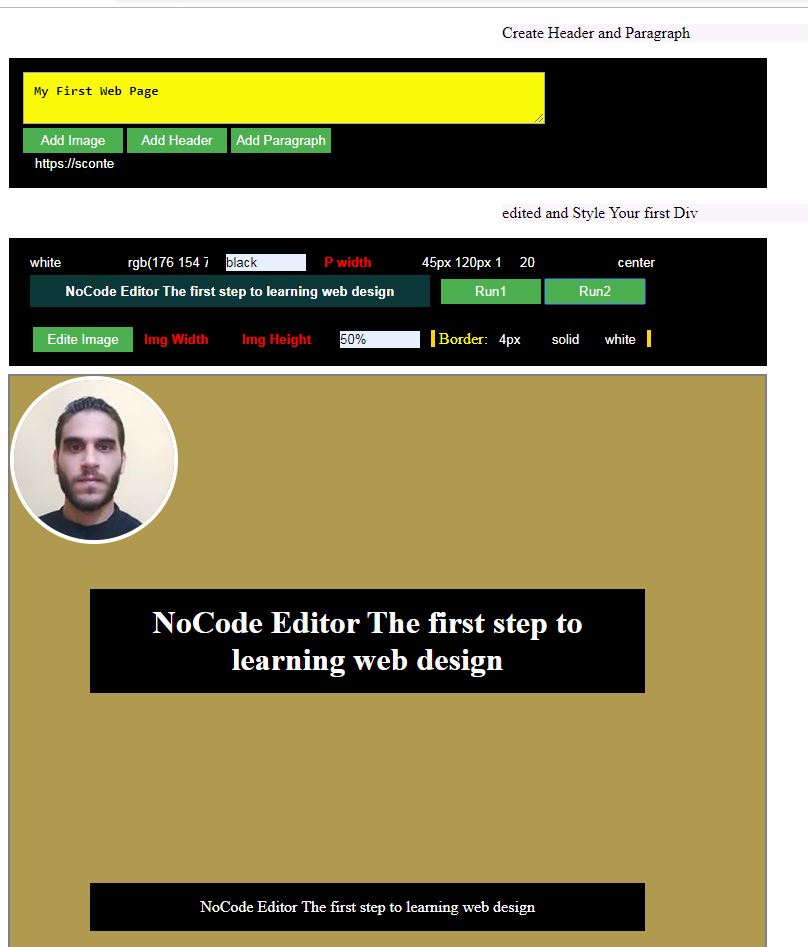 Create Header and Paragraph
My First Web Page
Add Image Add Header Add Paragraph
https://sconte
edited and Style Your first Div
white rgb(176 154 7 black P width 45px 120px 1 20 center
NoCode Editor The first step to learning web design Run1 Run2
Edite Image Img Width Img Height 50% Border: 4px solid white
NoCode Editor The first step to
learning web design
NoCode Editor The first step to learning web design